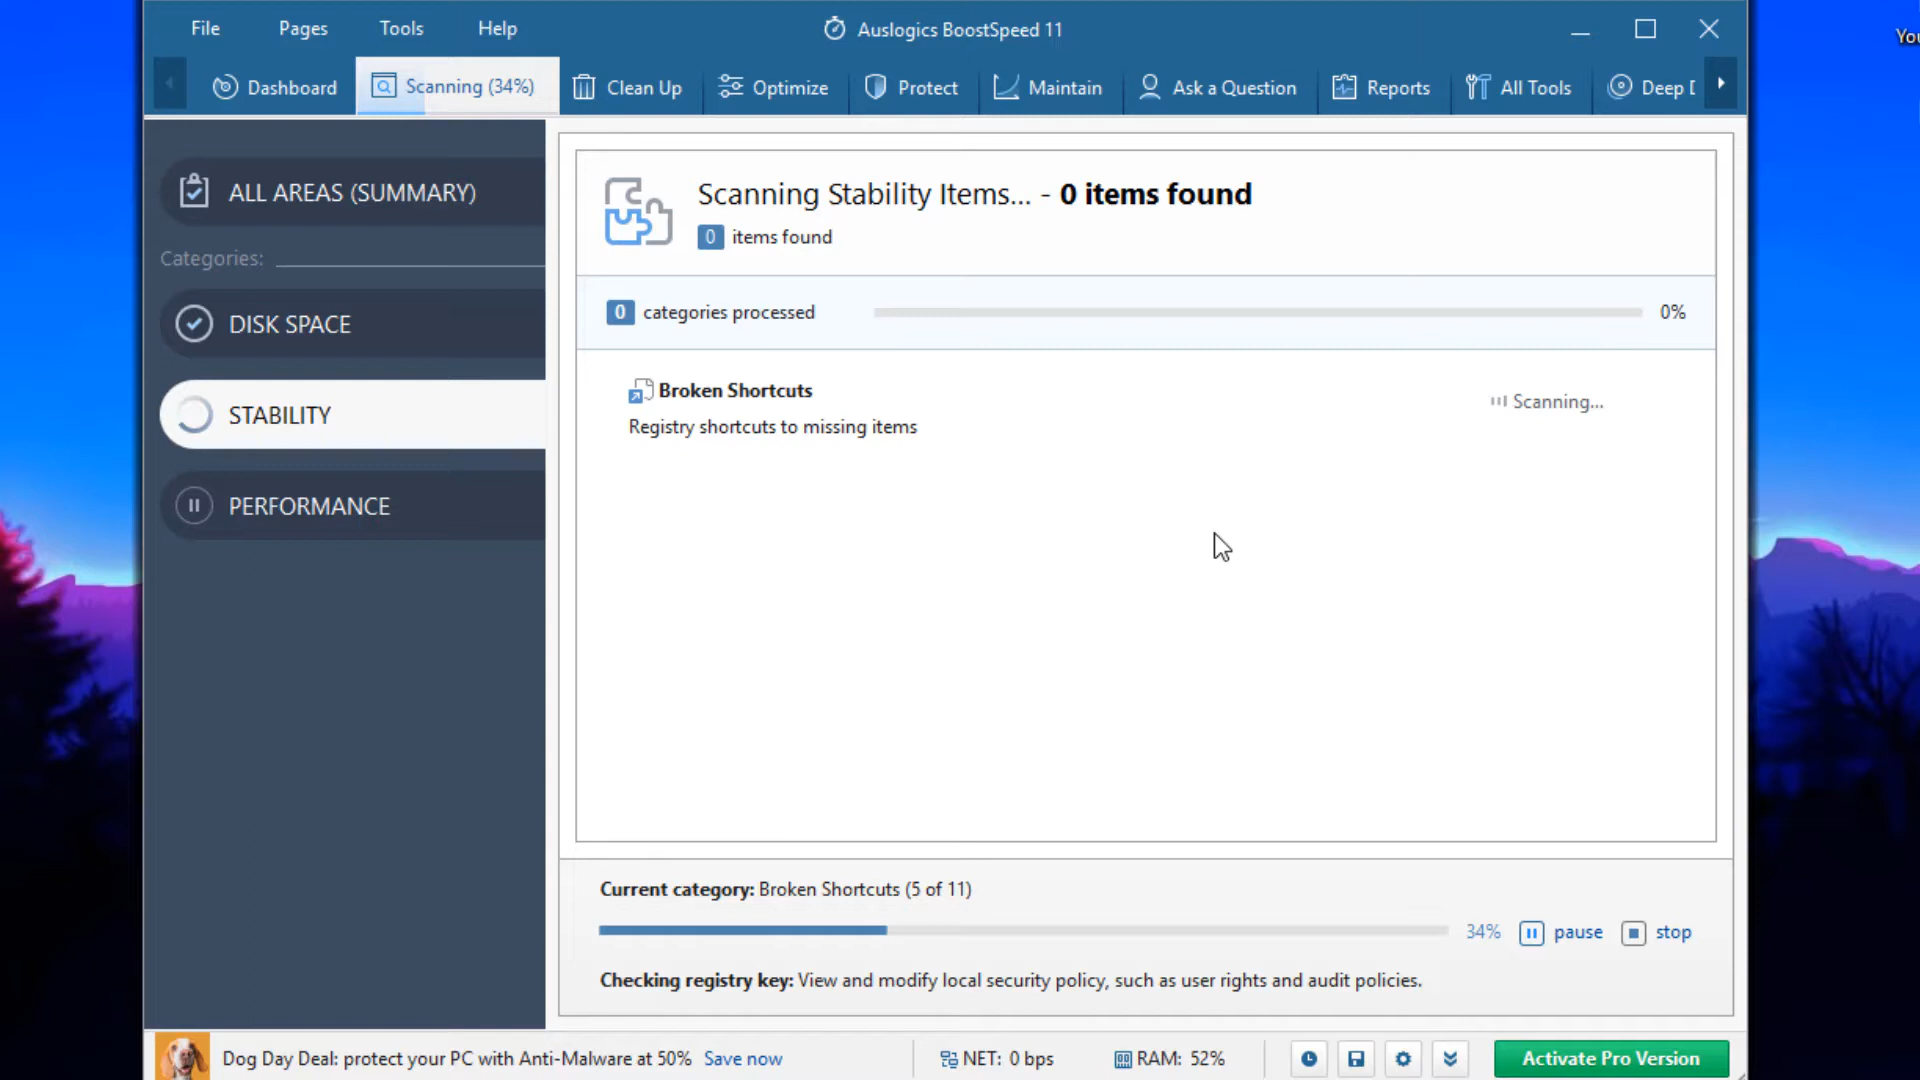 File Pages Tools Help Auslogics BoostSpeed 11
You
Dashboard Scanning (34%) Clean Up Optimize Protect Maintain Ask a Question Reports All Tools Deep D
ALL AREAS (SUMMARY)
Categories:
DISK SPACE
STABILITY
PERFORMANCE
Scanning Stability Items... - 0 items found
0 items found
0 categories processed 0%
Broken Shortcuts
Scanning...
Registry shortcuts to missing items
Current category: Broken Shortcuts (5 of 11)
34% pause stop
Checking registry key: View and modify local security policy, such as user rights and audit policies.
Dog Day Deal: protect your PC with Anti-Malware at 50% Save now NET: 0 bps RAM: 52% Activate Pro Version